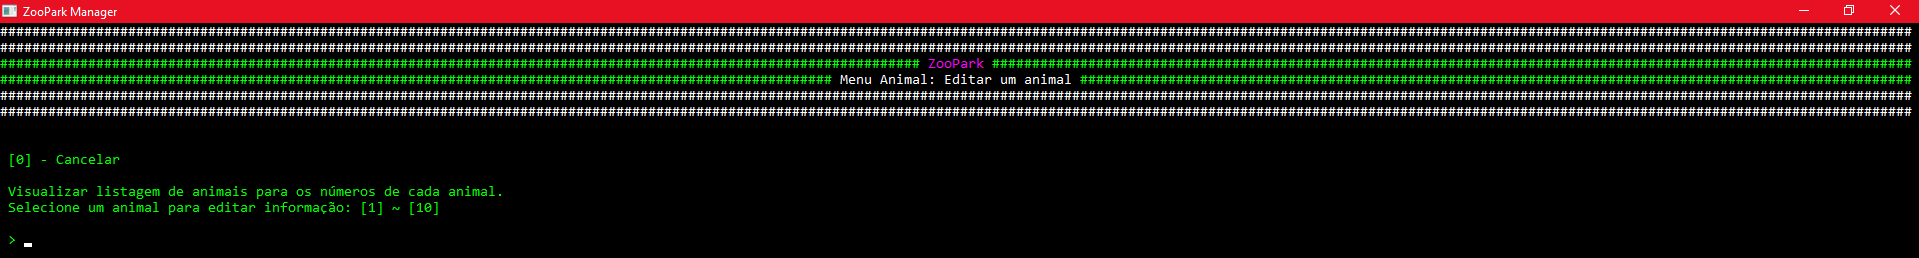 ZooPark Manager
###############################################################################################################################################################################################################################################
###############################################################################################################################################################################################################################################
################################################################################################################### ZooPark ###################################################################################################################
######################################################################################################## Menu Animal: Editar um animal ########################################################################################################
###############################################################################################################################################################################################################################################
###############################################################################################################################################################################################################################################
[0] - Cancelar
Visualizar listagem de animais para os números de cada animal.
Selecione um animal para editar informação: [1] ~ [10]
>